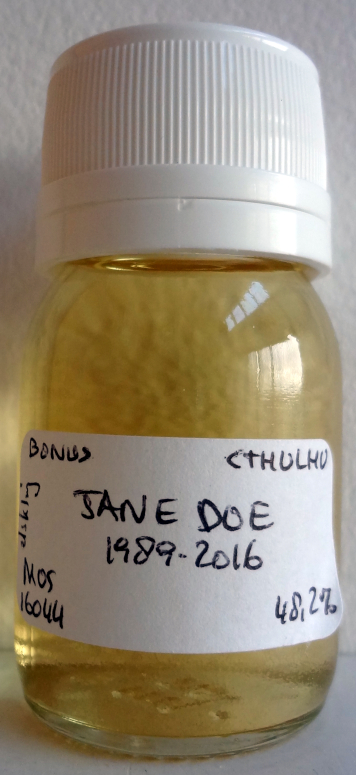 BONUS CTHULHU
JANE DOE
1989-2016
MOS
16044
48,2%